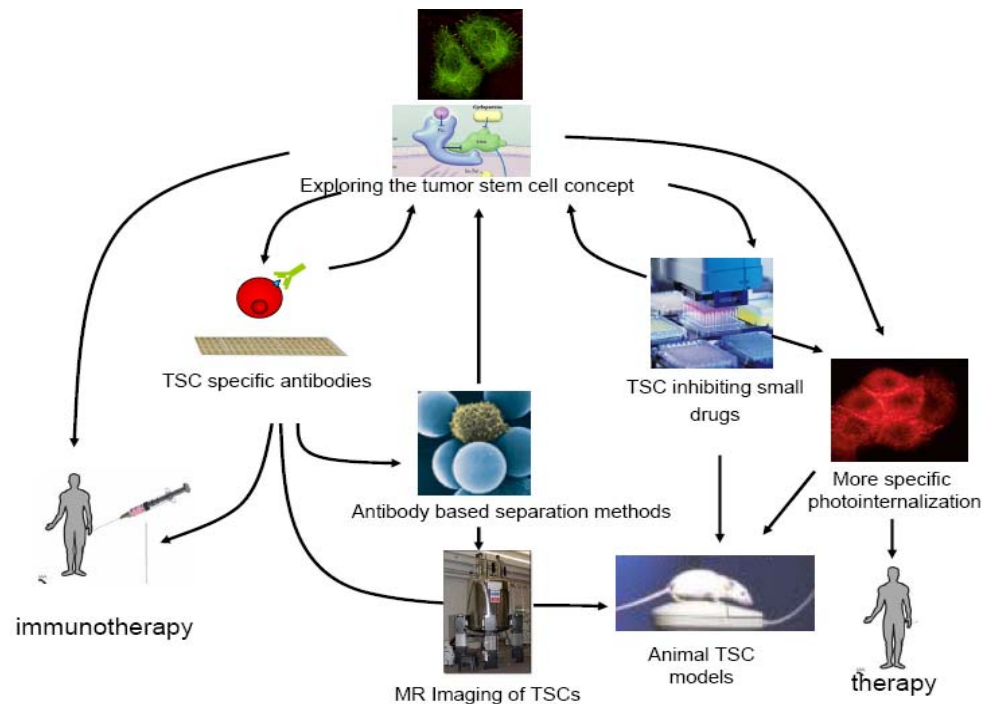 Cyclopamine
Exploring the tumor stem cell concept
TSC specific antibodies
TSC inhibiting small
drugs
Antibody based separation methods
More specific
photointernalization
immunotherapy
MR Imaging of TSCs
Animal TSC
models
therapy